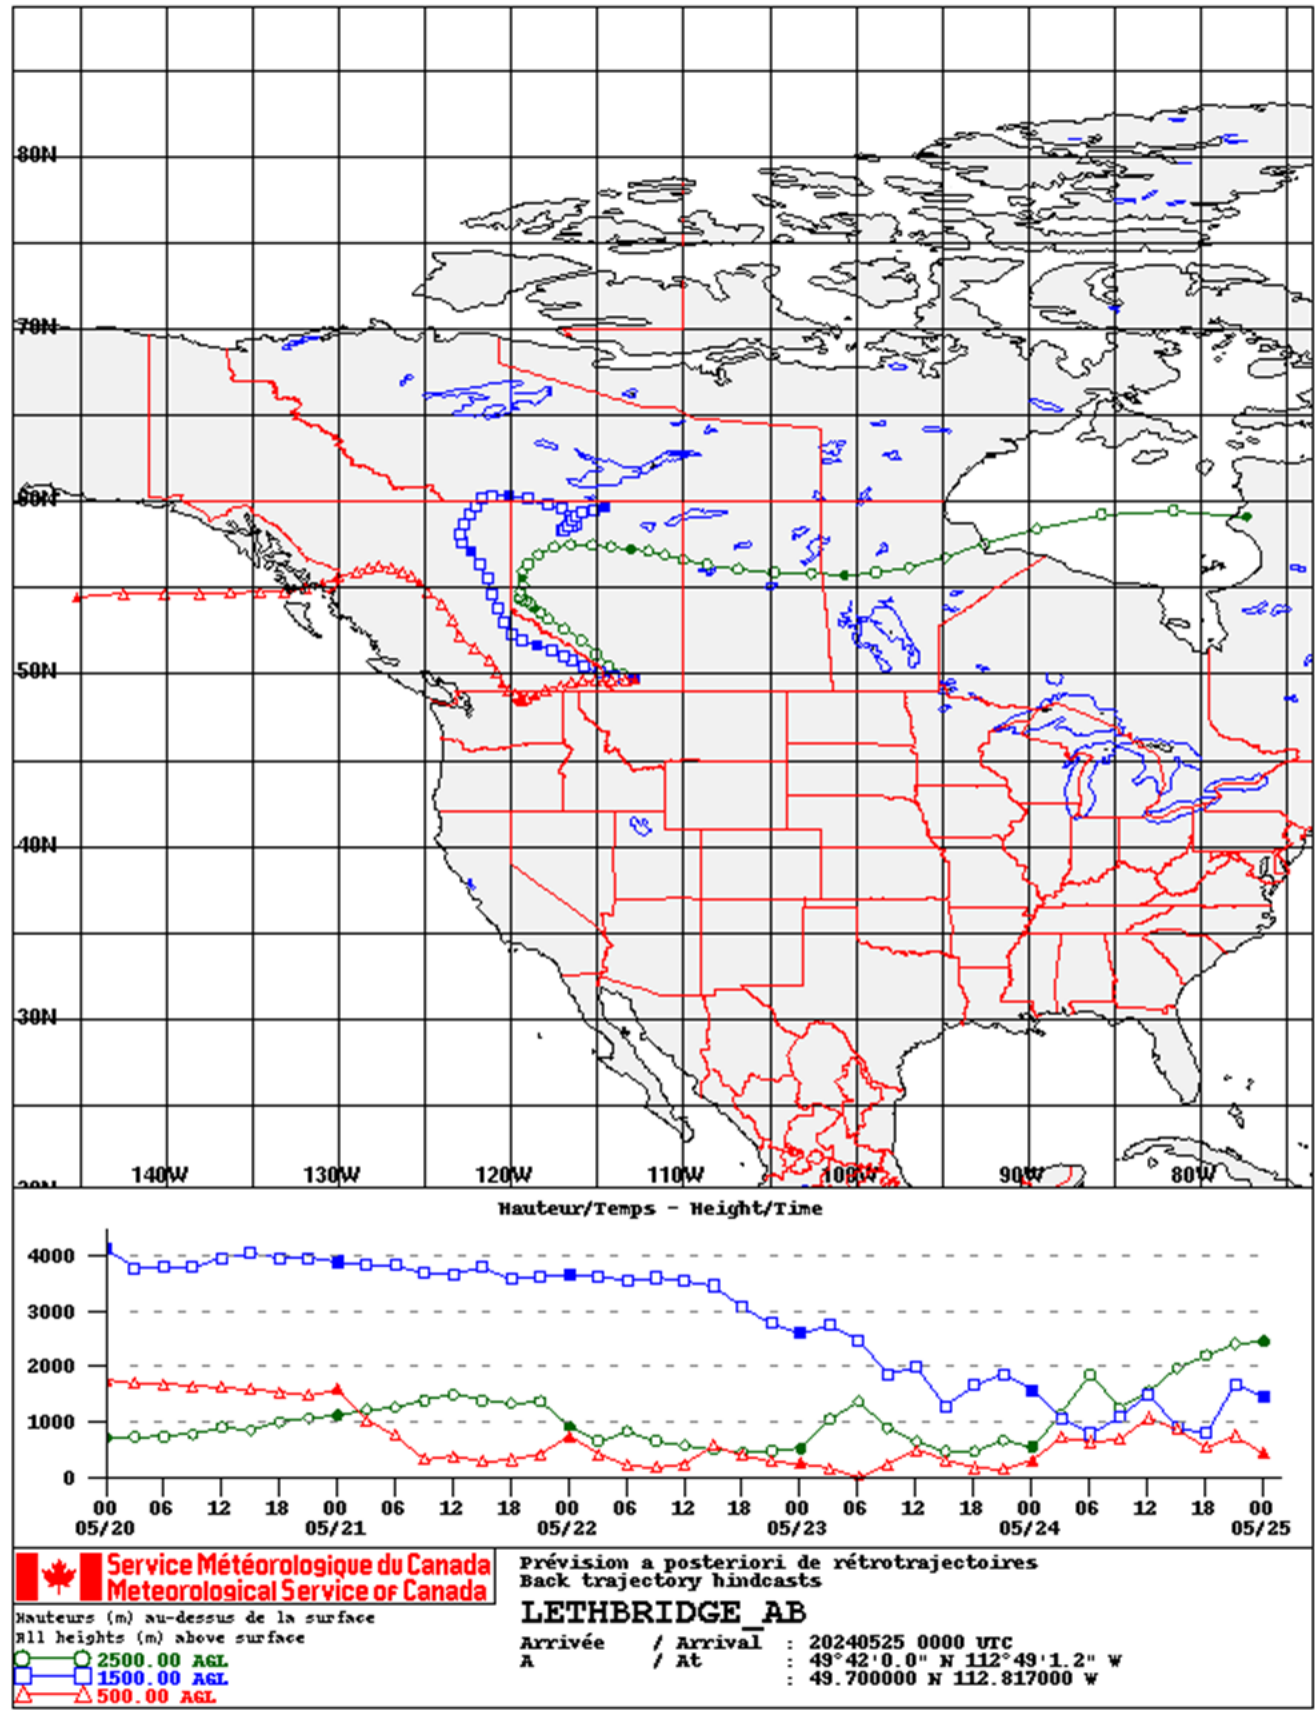 80N
70N
60N
50N
40N
30N
20N
140W 130W 120W 110W 100W 90W 80W
Hauteur/Temps - Height/Time
4000
3000
2000
1000
0
00 06 12 18 00 06 12 18 00 06 12 18 00 06 12 18 00 06 12 18 00
05/20 05/21 05/22 05/23 05/24 05/25
Service Météorologique du Canada
Meteorological Service of Canada
Hauteurs (m) au-dessus de la surface
All heights (m) above surface
2500.00 AGL
1500.00 AGL
500.00 AGL
Prévision a posteriori de rétrotrajectoires
Back trajectory hindcasts
LETHBRIDGE_AB
Arrivée / Arrival : 20240525 0000 UTC
A / At : 49°42'0.0" N 112°49'1.2" W
: 49.700000 N 112.817000 W